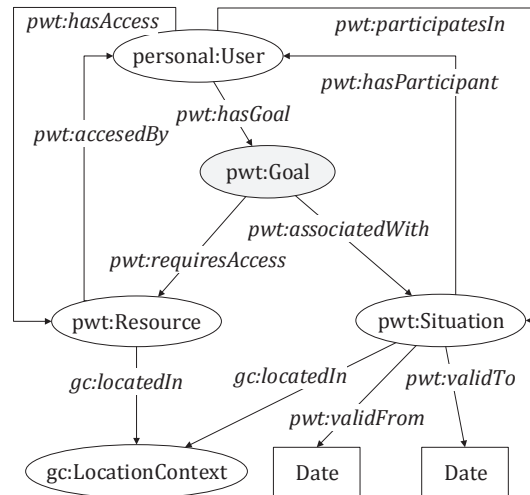 pwt:hasAccess
pwt:participatesIn
personal:User
pwt:hasParticipant
pwt:hasGoal
pwt:accesedBy
pwt:Goal
pwt:associatedWith
pwt:requiresAccess
pwt:Resource
pwt:Situation
gc:locatedIn
gc:locatedIn
pwt:validTo
pwt:validFrom
gc:LocationContext
Date
Date